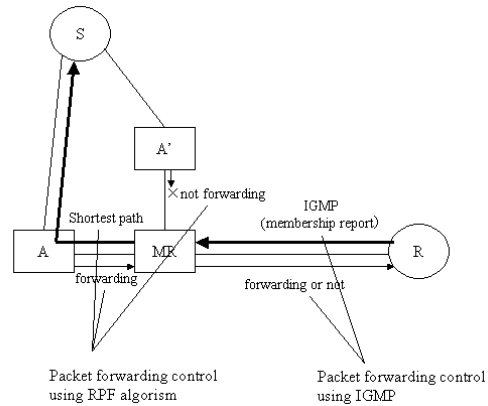 S
A'
not forwarding
Shortest path
IGMP
(membership report)
A
MR
R
forwarding
forwarding or not
Packet forwarding control
using RPF algorism
Packet forwarding control
using IGMP